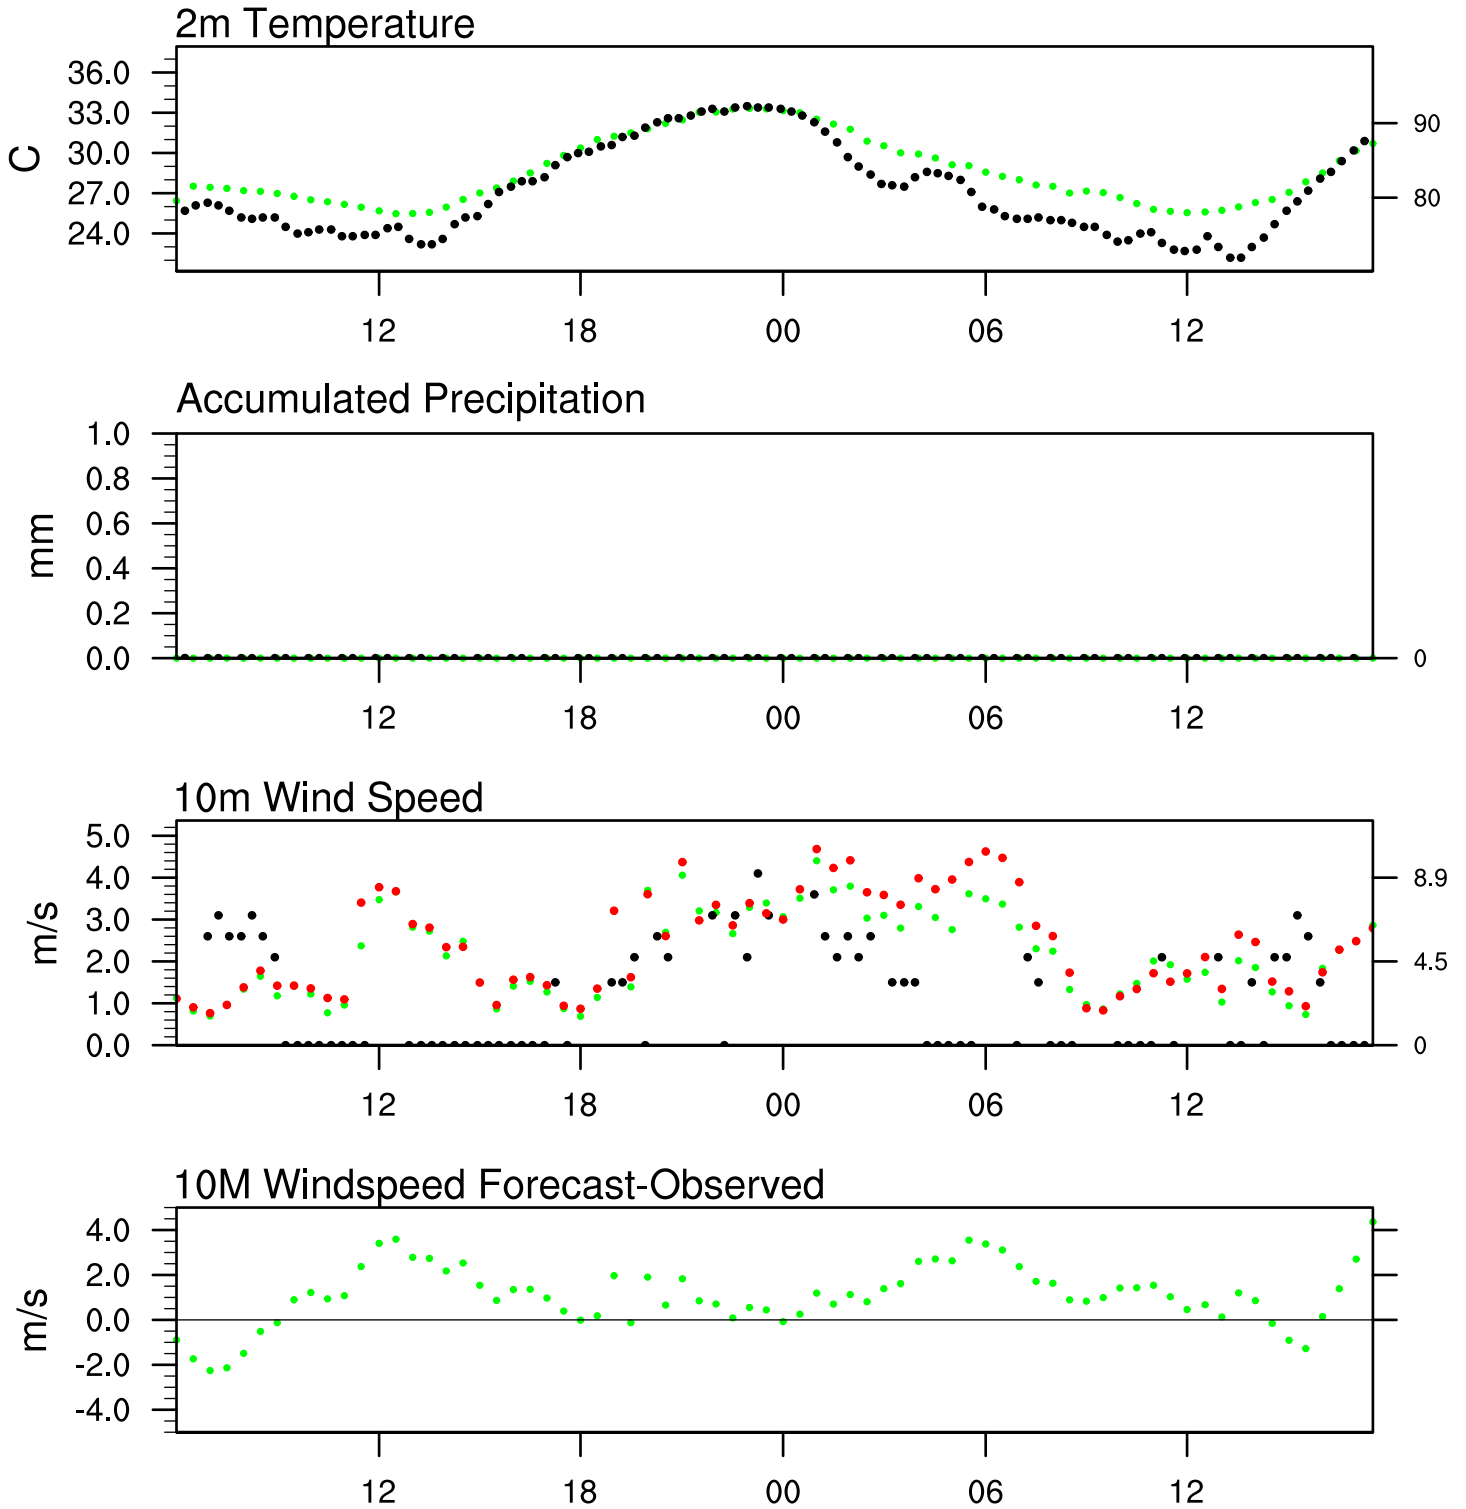 2m Temperature
36.0
33.0
30.0
27.0
24.0
C
90
80
12 18 00 06 12
Accumulated Precipitation
1.0
0.8
0.6
0.4
0.2
0.0
mm
0
12 18 00 06 12
10m Wind Speed
5.0
4.0
3.0
2.0
1.0
0.0
m/s
8.9
4.5
0
12 18 00 06 12
10M Windspeed Forecast-Observed
4.0
2.0
0.0
-2.0
-4.0
m/s
12 18 00 06 12